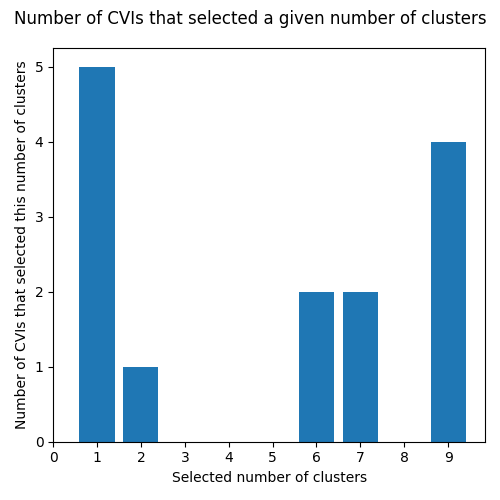 Number of CVIs that selected a given number of clusters
Number of CVIs that selected this number of clusters
5
4
3
2
1
0
0 1 2 3 4 5 6 7 8 9
Selected number of clusters